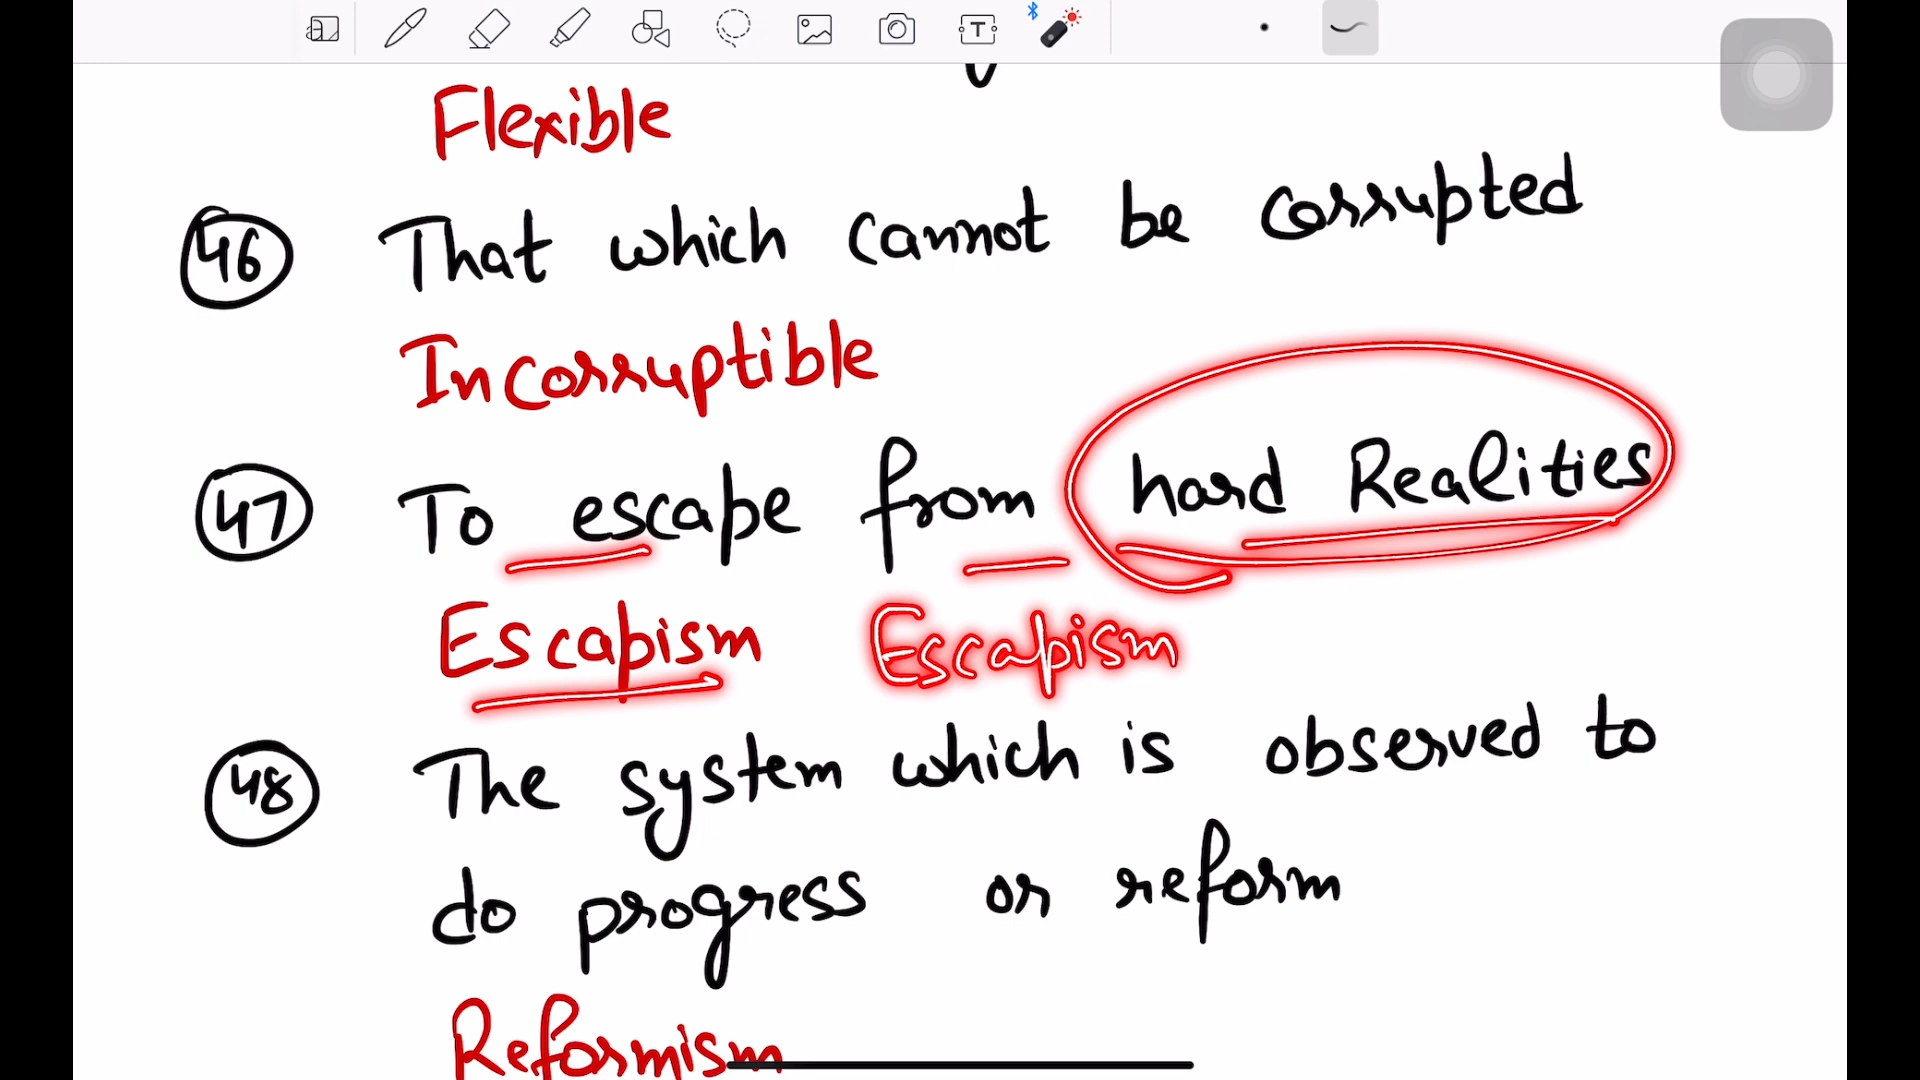 Flexible
46 That which cannot be corrupted
Incorruptible
47 To escape from hard Realities
Escapism Escapism
48 The system which is observed to
do progress or reform
Reformism